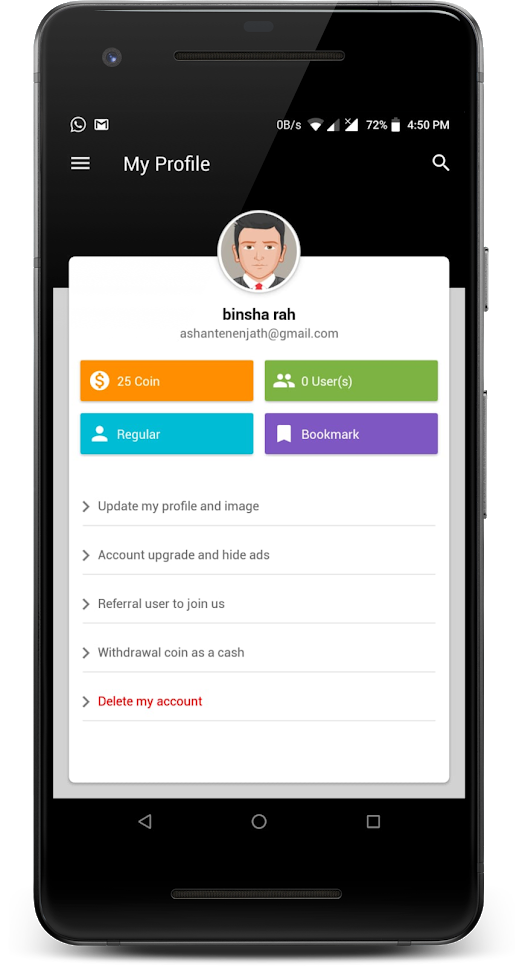 0B/s 72% 4:50 PM
My Profile
binsha rah
ashantenenjath@gmail.com
25 Coin
0 User(s)
Regular
Bookmark
Update my profile and image
Account upgrade and hide ads
Referral user to join us
Withdrawal coin as a cash
Delete my account